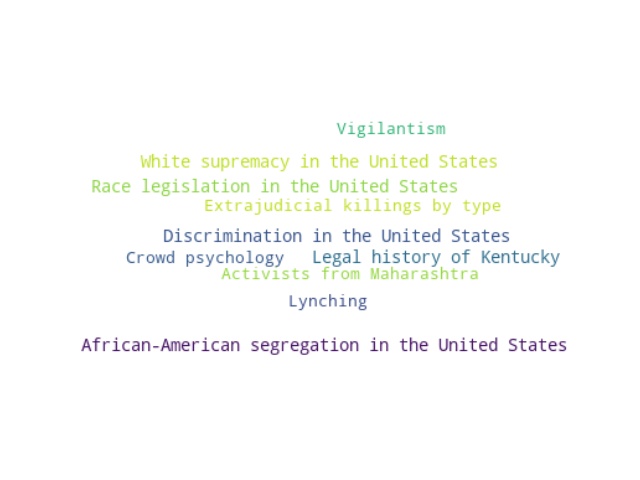 Vigilantism
White supremacy in the United States
Race legislation in the United States
Extrajudicial killings by type
Discrimination in the United States
Crowd psychology
Legal history of Kentucky
Activists from Maharashtra
Lynching
African-American segregation in the United States